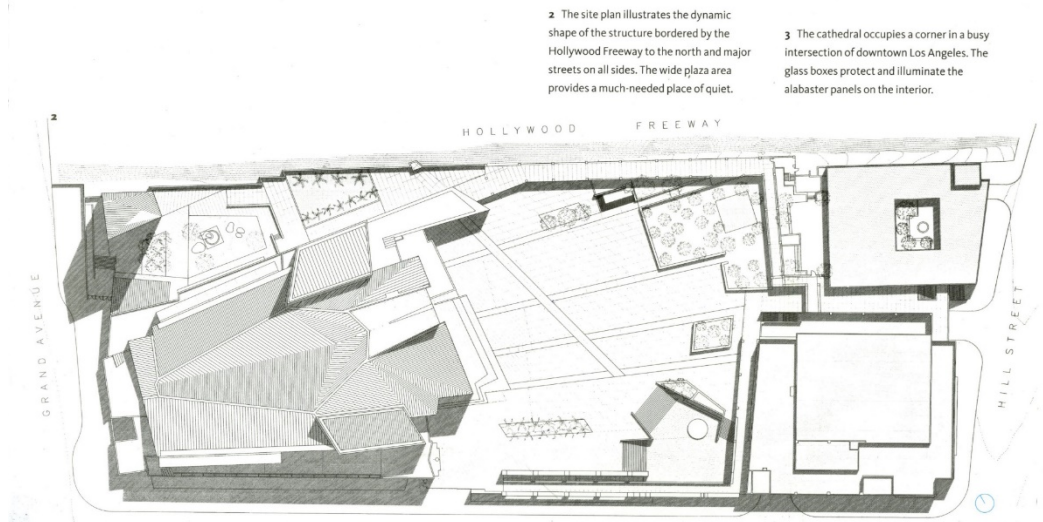 2 The site plan illustrates the dynamic
shape of the structure bordered by the
Hollywood Freeway to the north and major
streets on all sides. The wide plaza area
provides a much-needed place of quiet.
3 The cathedral occupies a corner in a busy
intersection of downtown Los Angeles. The
glass boxes protect and illuminate the
alabaster panels on the interior.
2
HOLLYWOOD FREEWAY
GRAND AVENUE
HILL STREET